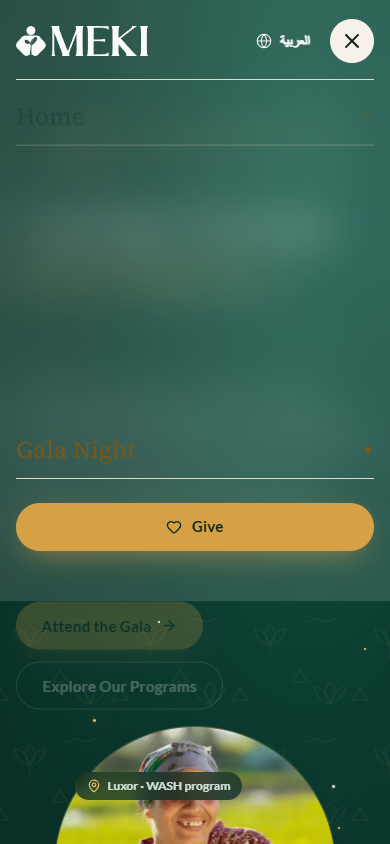 MEKI
العربية
Home
Gala Night
Give
Attend the Gala
Explore Our Programs
Luxor · WASH program